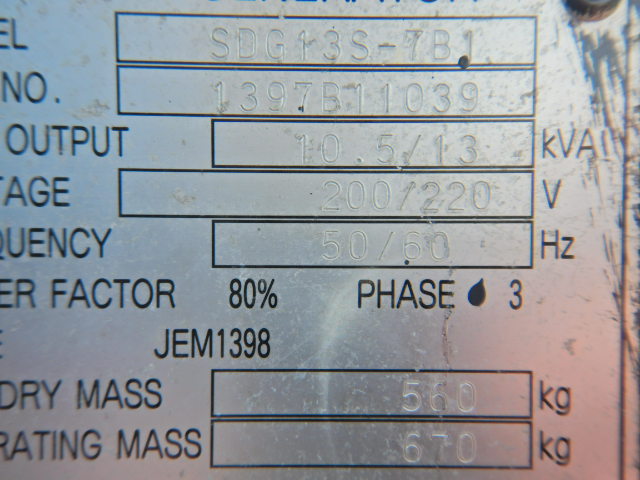 GENERATOR
EL SDG13S-7B1
NO. 1397B11039
OUTPUT 10.5/13 kVA
TAGE 200/220 V
QUENCY 50/60 Hz
ER FACTOR 80% PHASE 3
E JEM1398
DRY MASS 560 kg
RATING MASS 670 kg